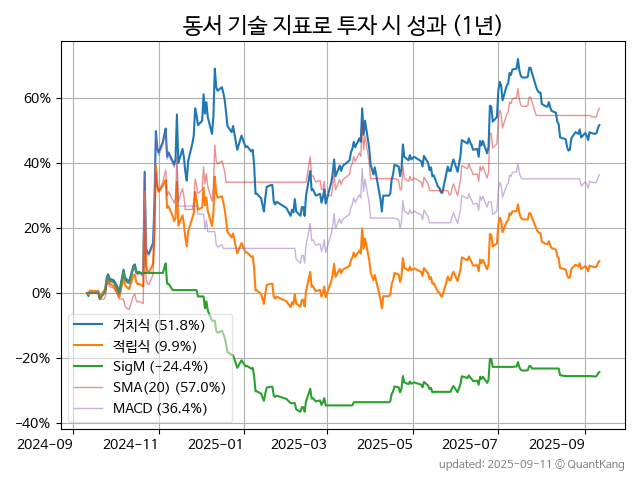 동서 기술 지표로 투자 시 성과 (1년)
60%
40%
20%
0%
−20%
−40%
거치식 (51.8%)
적립식 (9.9%)
SigM (−24.4%)
SMA(20) (57.0%)
MACD (36.4%)
2024-09 2024-11 2025-01 2025-03 2025-05 2025-07 2025-09
updated: 2025-09-11 © QuantKang